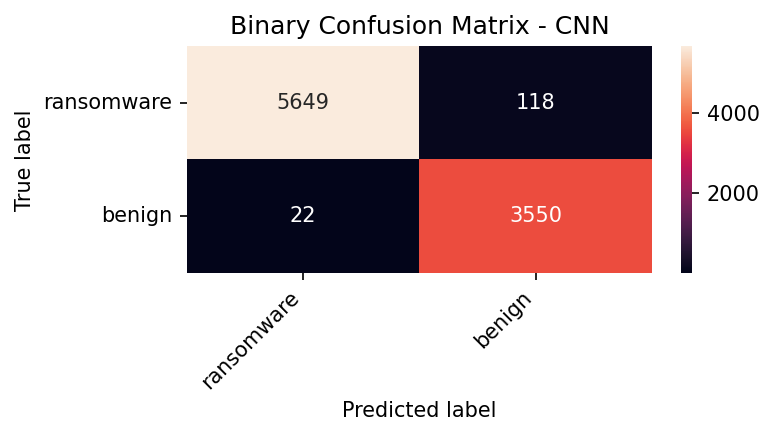 Binary Confusion Matrix - CNN
True label
ransomware
5649
118
benign
22
3550
4000
2000
ransomware
benign
Predicted label